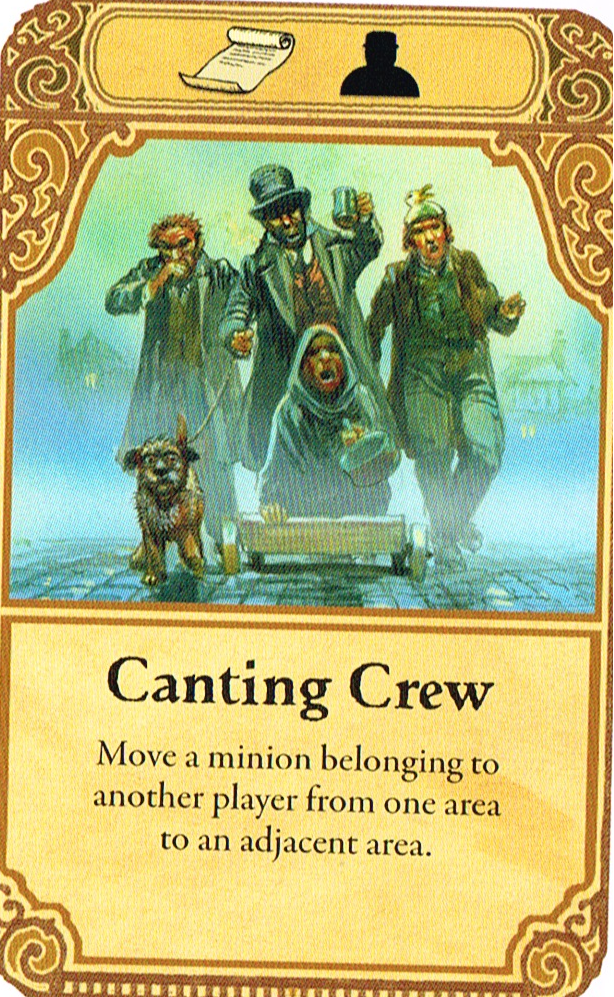 Canting Crew
Move a minion belonging to
another player from one area
to an adjacent area.